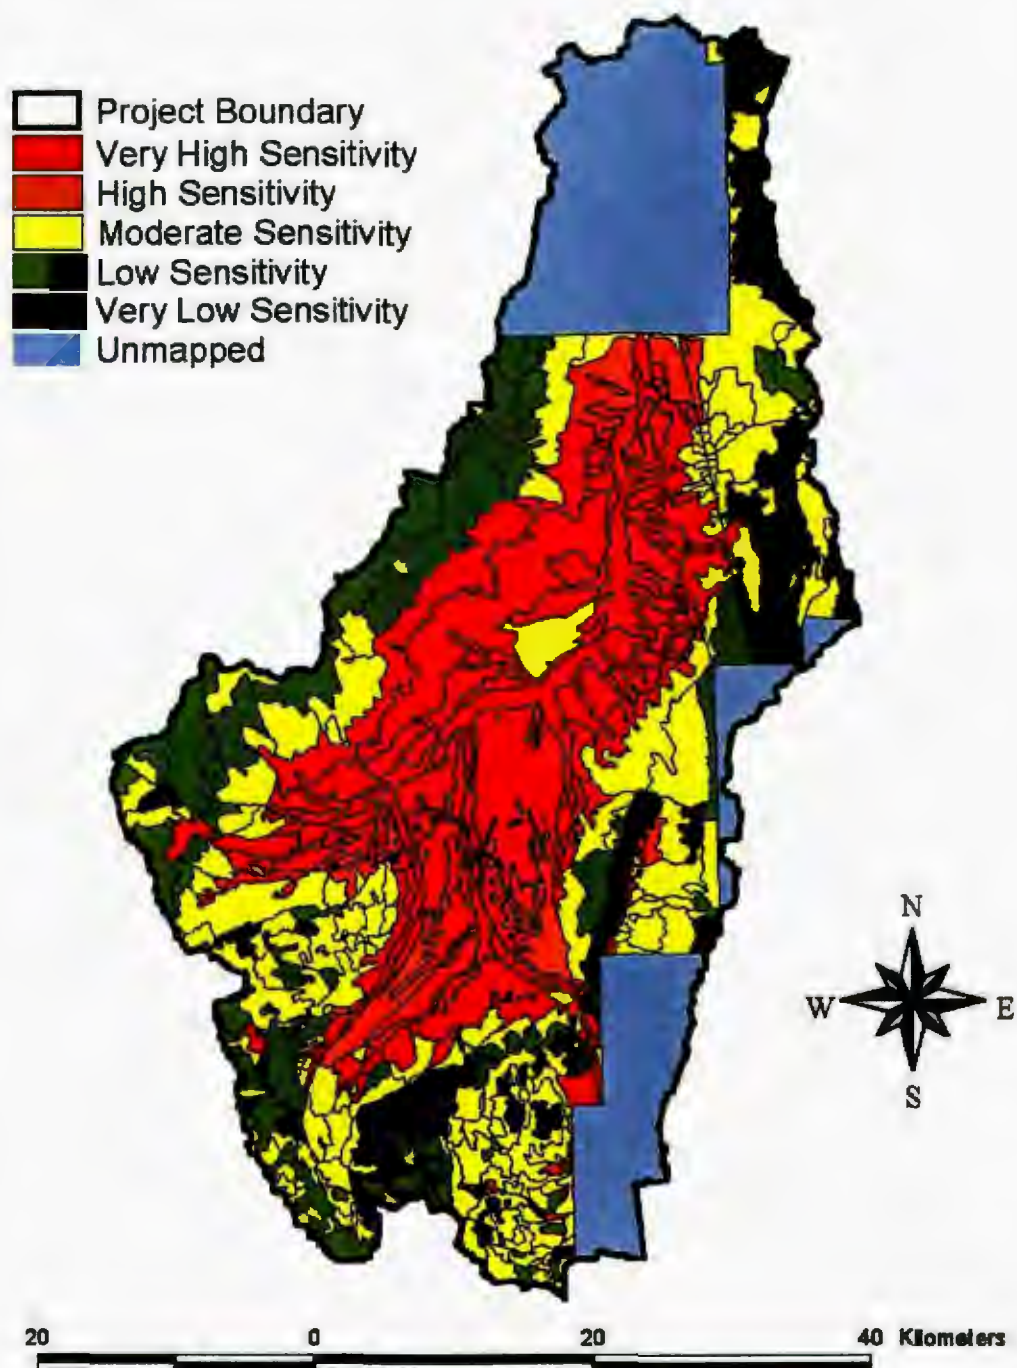 Project Boundary
Very High Sensitivity
High Sensitivity
Moderate Sensitivity
Low Sensitivity
Very Low Sensitivity
Unmapped
N
W E
S
20 0 20 40 Kilometers